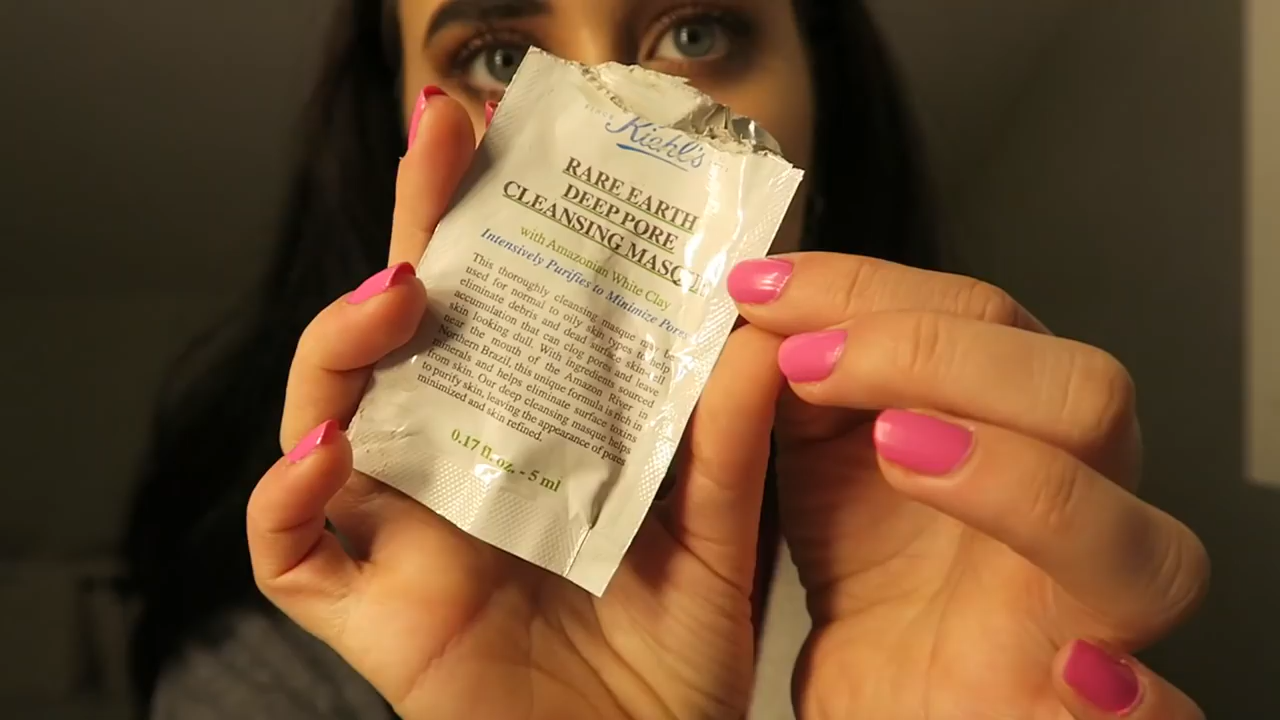 SINCE Kiehl's
RARE EARTH
DEEP PORE
CLEANSING MASQUE
with Amazonian White Clay
Intensively Purifies to Minimize Pores
This thoroughly cleansing masque may be
used for normal to oily skin types to help
eliminate debris and dead surface skin-cell
accumulation that can clog pores and leave
skin looking dull. With ingredients sourced
near the mouth of the Amazon River in
Northern Brazil, this unique formula is rich in
minerals and helps eliminate surface toxins
from skin. Our deep cleansing masque helps
to purify skin, leaving the appearance of pores
minimized and skin refined.
0.17 fl. oz. - 5 ml